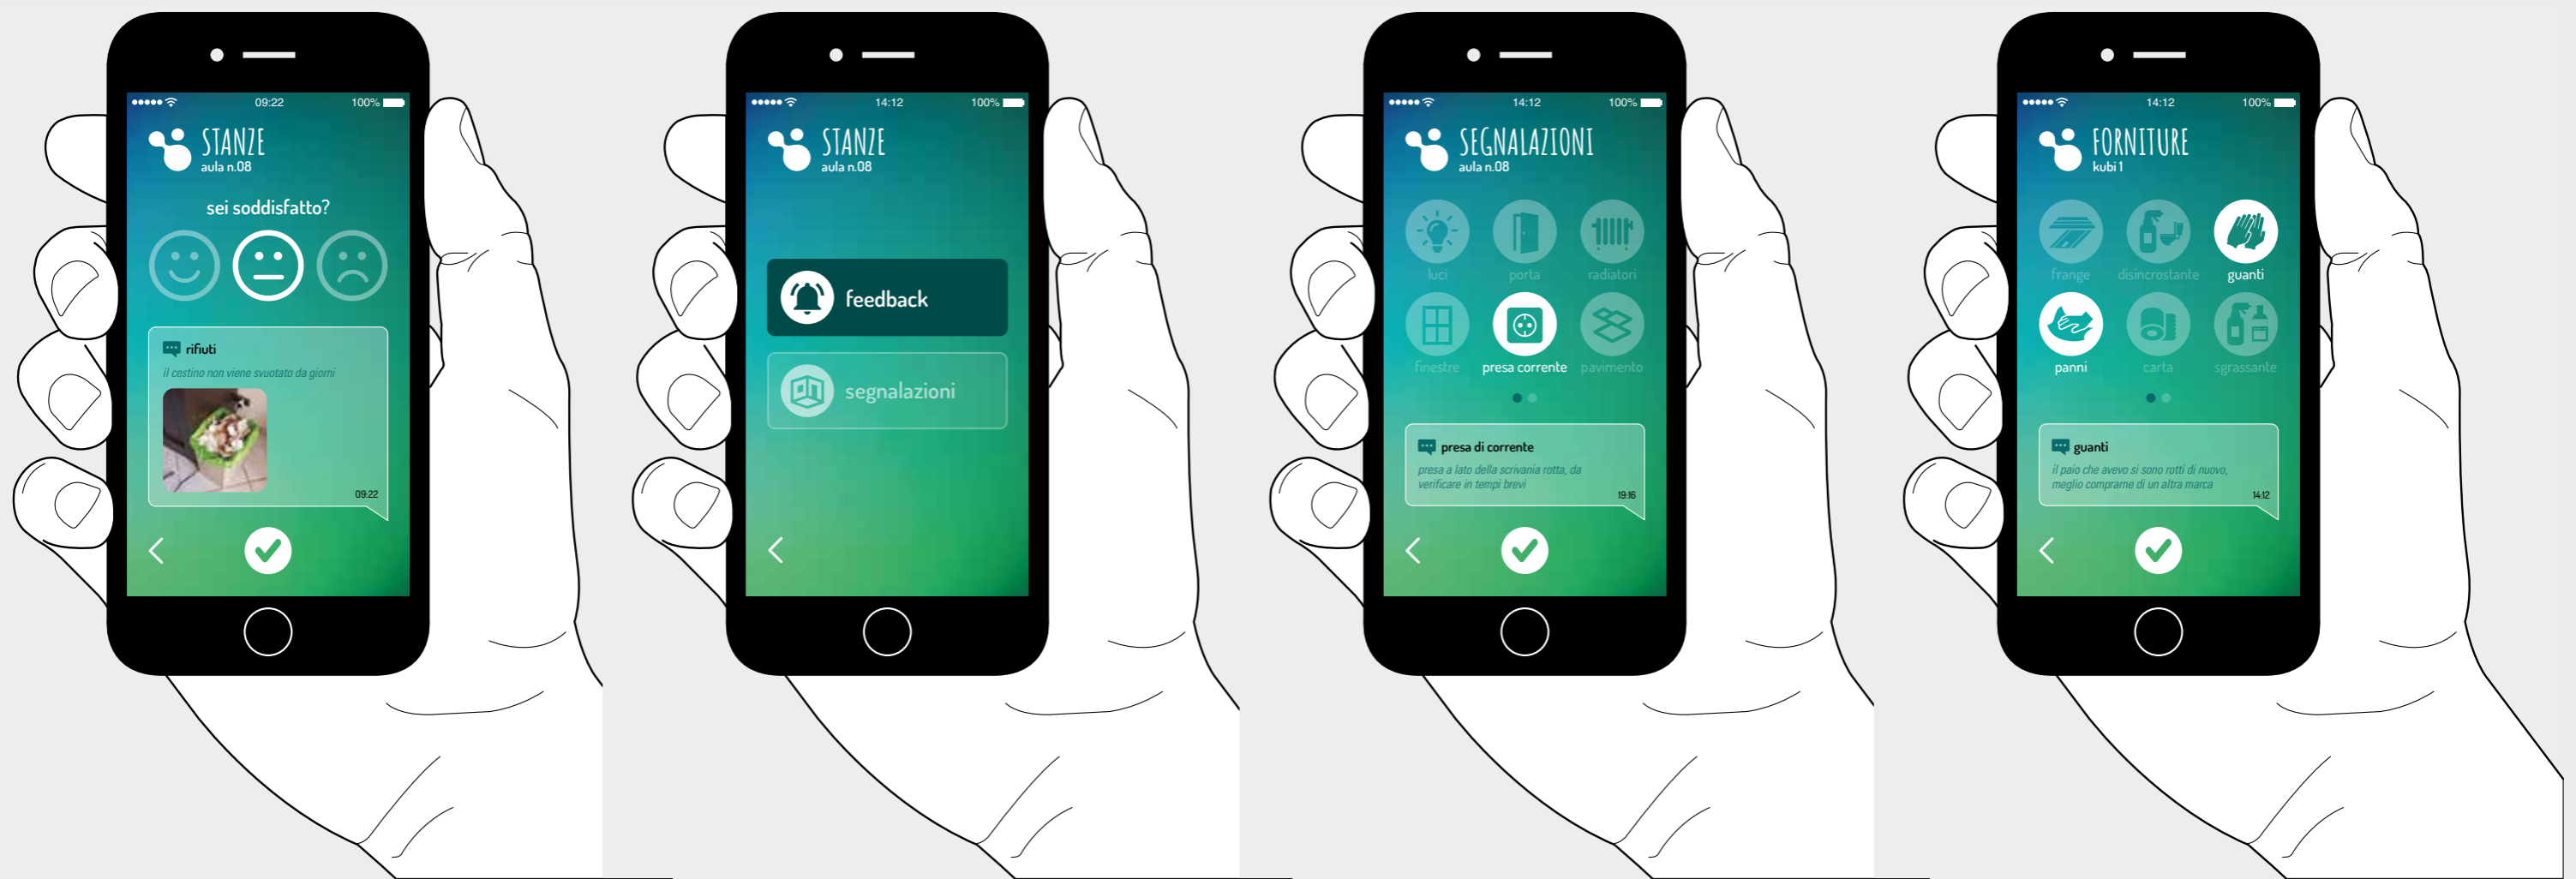 09:22
100%
STANZE
aula n.08
sei soddisfatto?
rifiuti
il cestino non viene svuotato da giorni
09:22
14:12
100%
STANZE
aula n.08
feedback
segnalazioni
14:12
100%
SEGNALAZIONI
aula n.08
luci porta radiatori
finestre presa corrente pavimento
presa di corrente
presa a lato della scrivania rotta, da
verificare in tempi brevi
19:16
14:12
100%
FORNITURE
kubi 1
frange disincrostante guanti
panni carta sgrassante
guanti
il paio che avevo si sono rotti di nuovo,
meglio comprarne di un altra marca
14:12